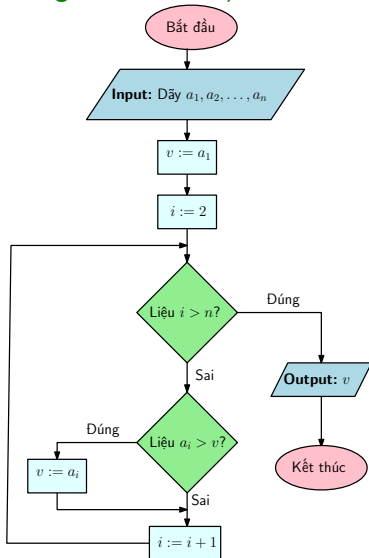 Bắt đầu
Input: Dãy a₁, a₂, . . . , aₙ
v := a₁
i := 2
Liệu i > n?
Đúng
Sai
Output: v
Liệu aᵢ > v?
Đúng
v := aᵢ
Kết thúc
Sai
i := i + 1